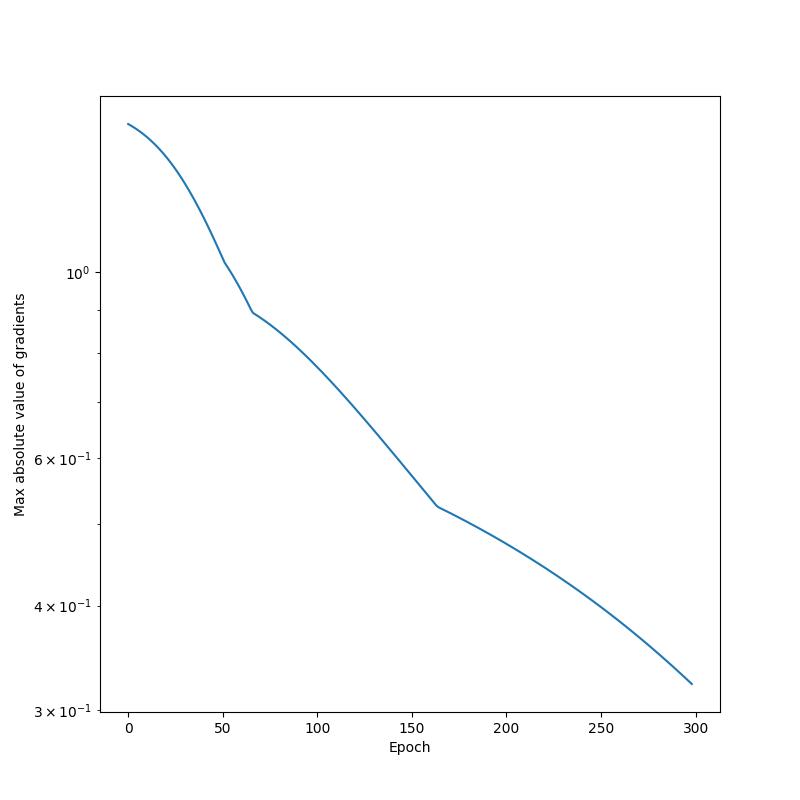 Max absolute value of gradients
10⁰
6 × 10⁻¹
4 × 10⁻¹
3 × 10⁻¹
0 50 100 150 200 250 300
Epoch